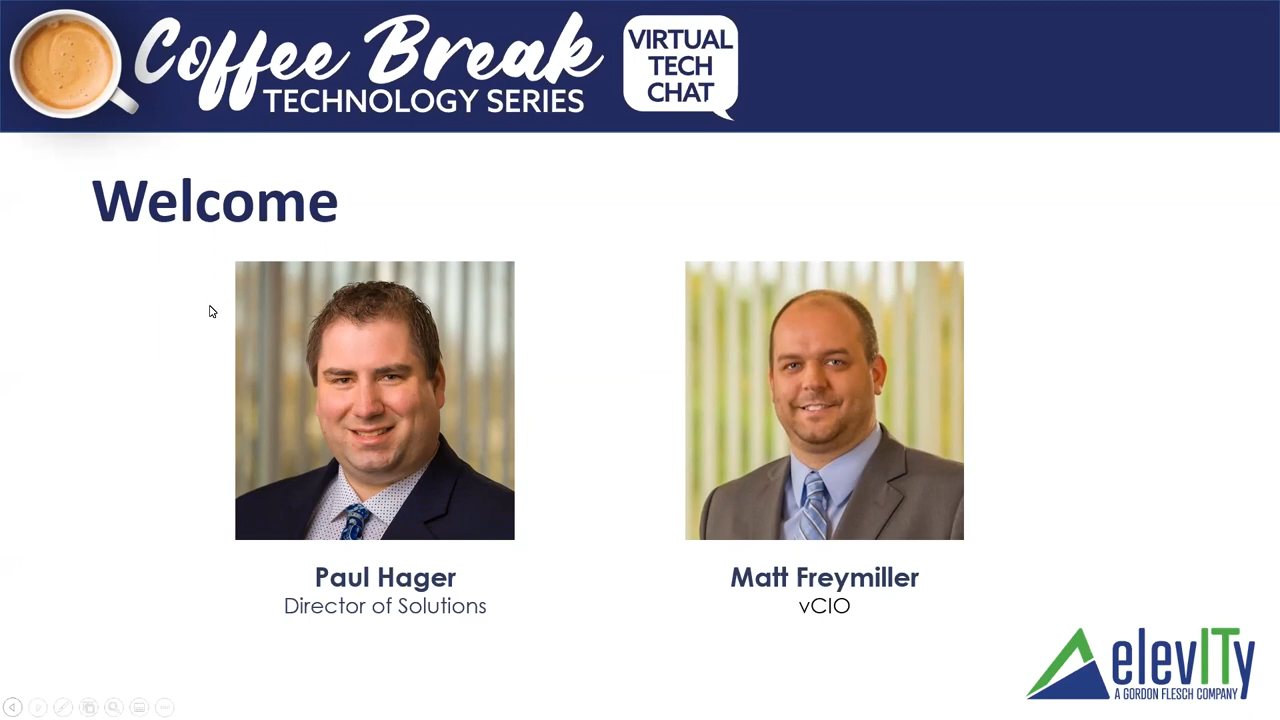 Coffee Break
TECHNOLOGY SERIES
VIRTUAL
TECH
CHAT
Welcome
Paul Hager
Director of Solutions
Matt Freymiller
vCIO
elevITy
A GORDON FLESCH COMPANY